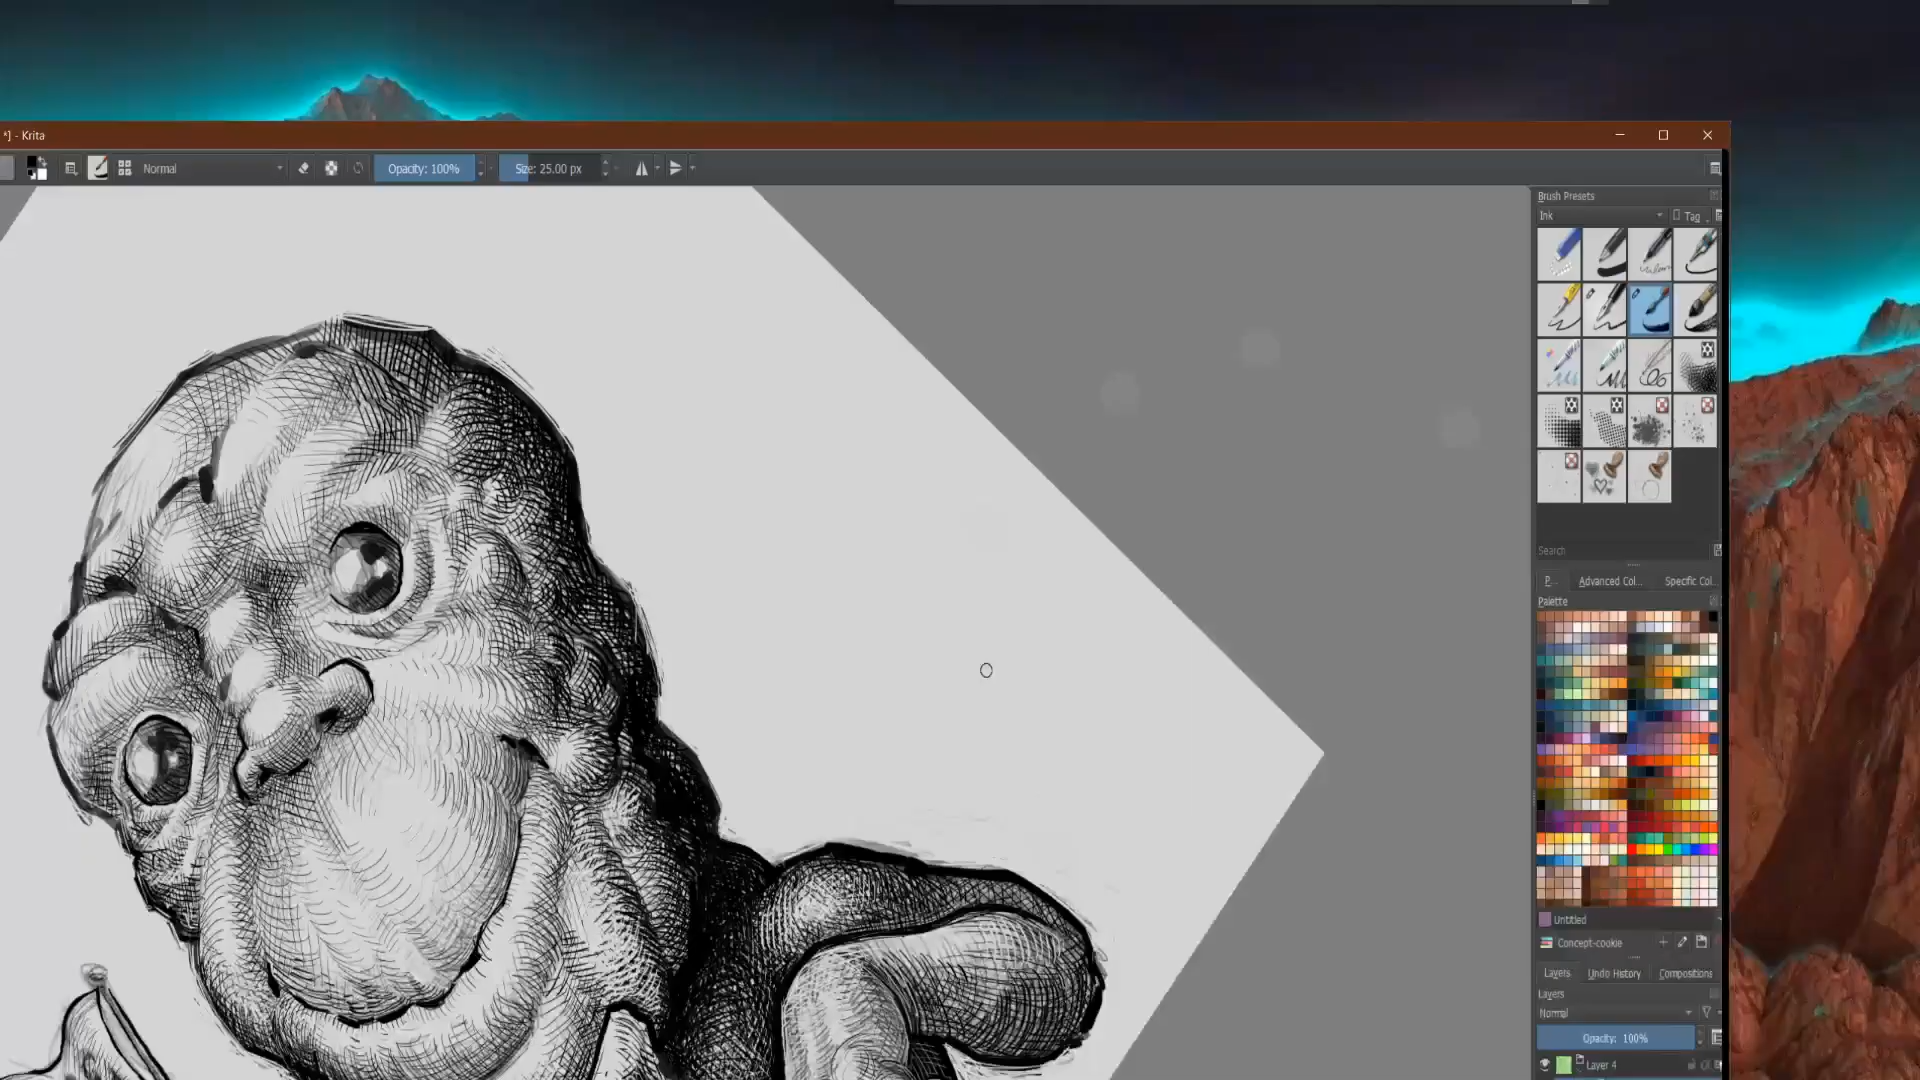 *] - Krita
Normal
Opacity: 100%
Size: 25.00 px
Brush Presets
Ink
Tag
Search
P...
Advanced Col...
Specific Col...
Palette
Untitled
Concept-cookie
Layers
Undo History
Compositions
Layers
Normal
Opacity: 100%
Layer 4